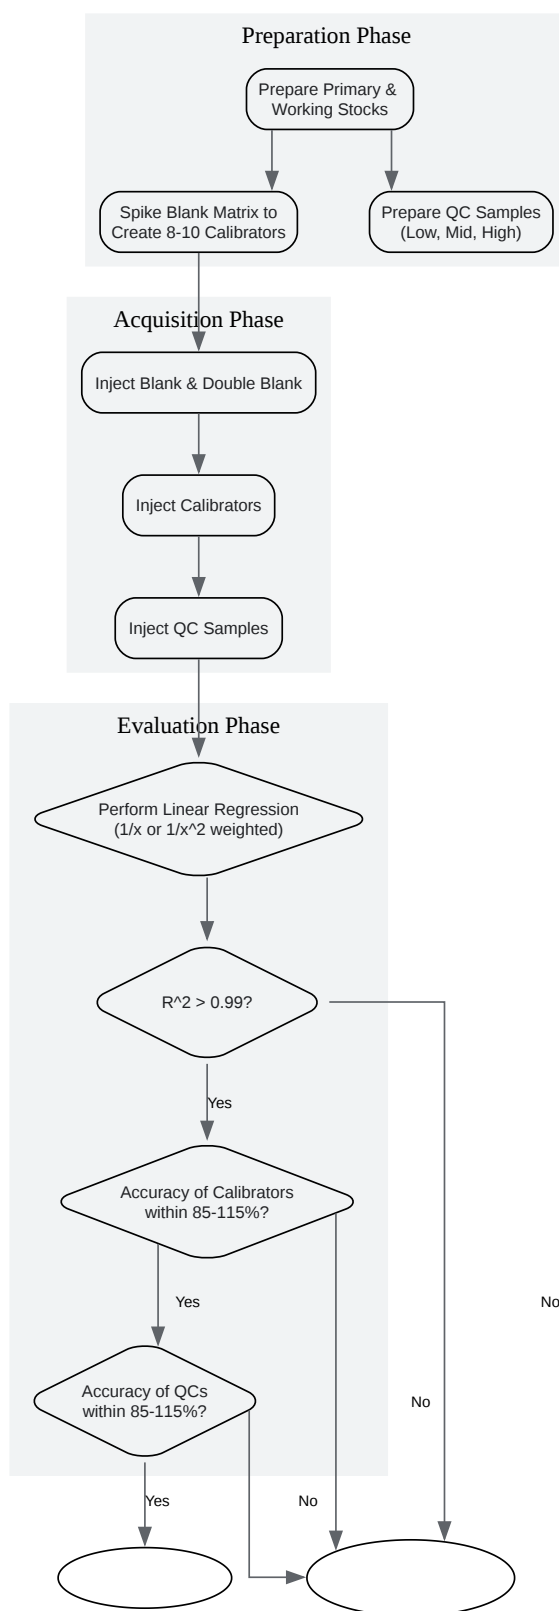 Preparation Phase
Prepare Primary &
Working Stocks
Spike Blank Matrix to
Create 8-10 Calibrators
Prepare QC Samples
(Low, Mid, High)
Acquisition Phase
Inject Blank & Double Blank
Inject Calibrators
Inject QC Samples
Evaluation Phase
Perform Linear Regression
(1/x or 1/x^2 weighted)
R^2 > 0.99?
Yes
Accuracy of Calibrators
within 85-115%?
Yes
No
Accuracy of QCs
within 85-115%?
No
Yes
No